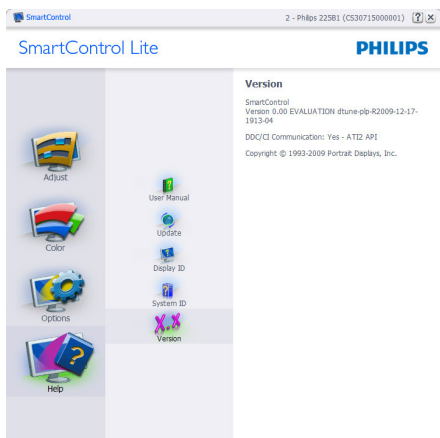 SmartControl
2 - Philips 225B1 (CS30715000001)
SmartControl Lite
PHILIPS
Version
SmartControl
Version 0.00 EVALUATION dtune-plp-R2009-12-17-
1913-04
DDC/CI Communication: Yes - ATI2 API
Copyright © 1993-2009 Portrait Displays, Inc.
Adjust
Color
Options
Help
User Manual
Update
Display ID
System ID
X.X
Version